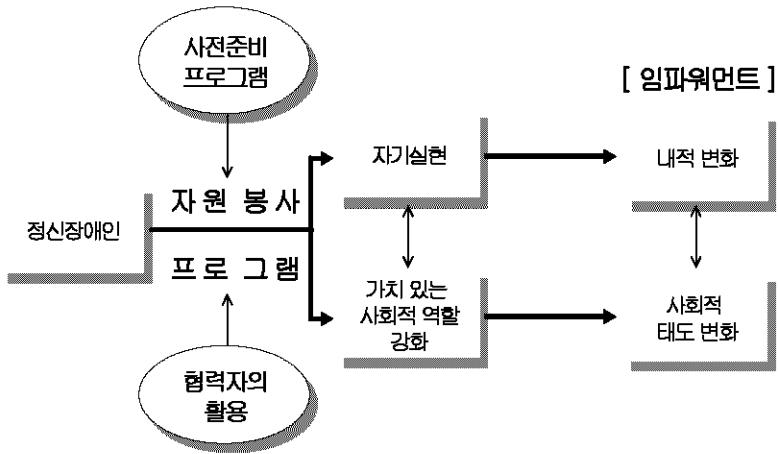 사전준비
프로그램
[ 임파워먼트 ]
자기실현
내적 변화
자원 봉사
정신장애인
프로 그램
가치 있는
사회적 역할
강화
사회적
태도 변화
협력자의
활용